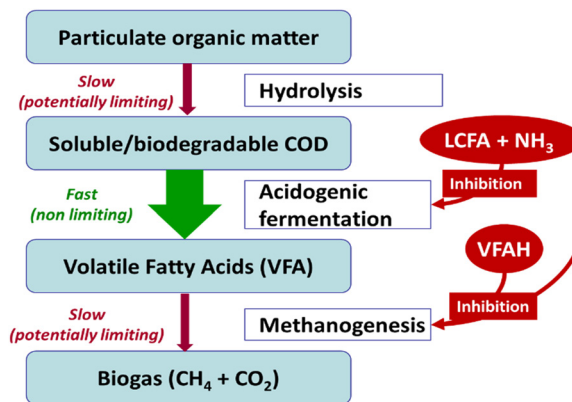 Particulate organic matter
Slow
(potentially limiting)
Hydrolysis
Soluble/biodegradable COD
LCFA + NH₃
Inhibition
Fast
(non limiting)
Acidogenic
fermentation
VFAH
Volatile Fatty Acids (VFA)
Inhibition
Slow
(potentially limiting)
Methanogenesis
Biogas (CH₄ + CO₂)